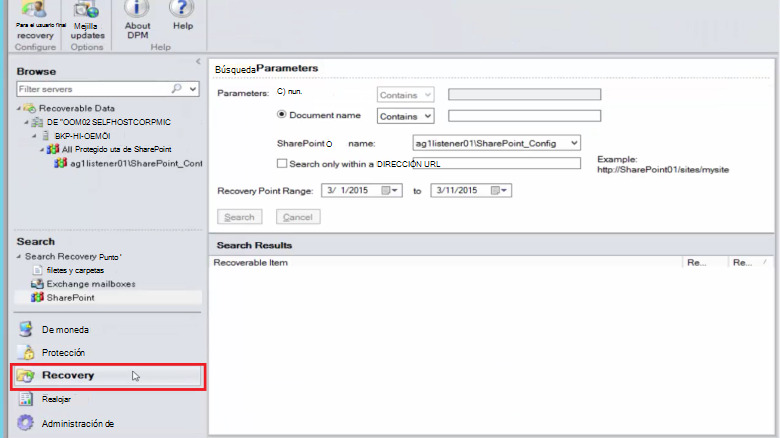 Para el usuario final
recovery
Configure
Mejilla
updates
Options
About
DPM
Help
Help
Browse
Filter servers
Recoverable Data
DE "OOM02 SELFHOSTCORPMIC
BKP-HI-OEMÓI
All Protegido uta de SharePoint
ag1listener01\SharePoint_Conf
Search
Search Recovery Punto'
filetes y carpetas
Exchange mailboxes
SharePoint
De moneda
Protección
Recovery
Realojar
Administración de
Búsqueda Parameters
Parameters: C) nun. Contains
Document name Contains
SharePoint O name: ag1listener01\SharePoint_Config
Search only within a DIRECCIÓN URL
Example:
http://SharePoint01/sites/mysite
Recovery Point Range: 3/ 1/2015 to 3/11/2015
Search Cancel
Search Results
Recoverable Item Re... Re...